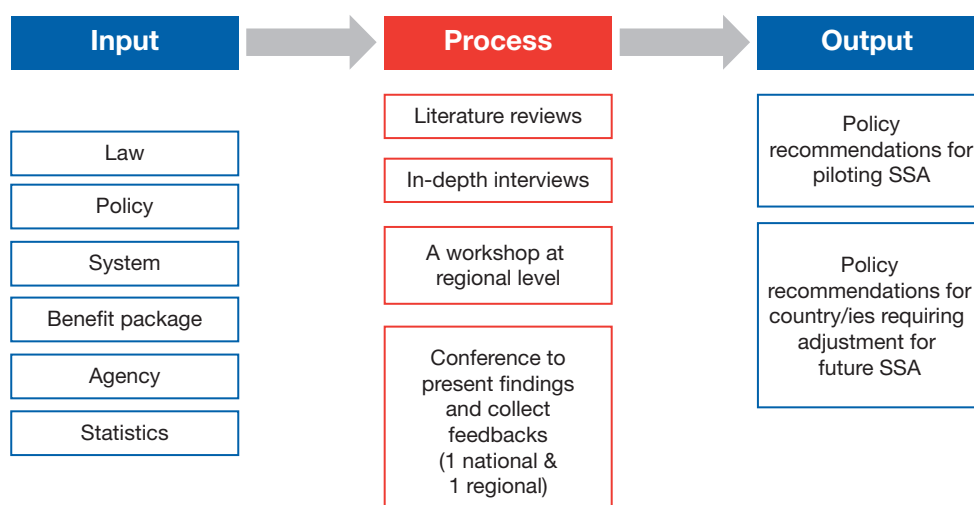 Input
Process
Output
Law
Policy
System
Benefit package
Agency
Statistics
Literature reviews
In-depth interviews
A workshop at
regional level
Conference to
present findings
and collect
feedbacks
(1 national &
1 regional)
Policy
recommendations for
piloting SSA
Policy
recommendations for
country/ies requiring
adjustment for
future SSA